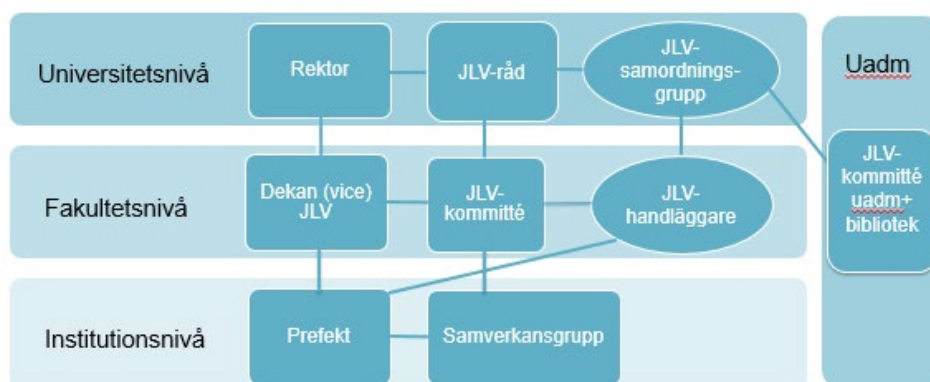 Universitetsnivå
Rektor
JLV-råd
JLV-
samordnings-
grupp
Uadm
Fakultetsnivå
Dekan (vice)
JLV
JLV-
kommitté
JLV-
handläggare
JLV-
kommitté
uadm+
bibliotek
Institutionsnivå
Prefekt
Samverkansgrupp